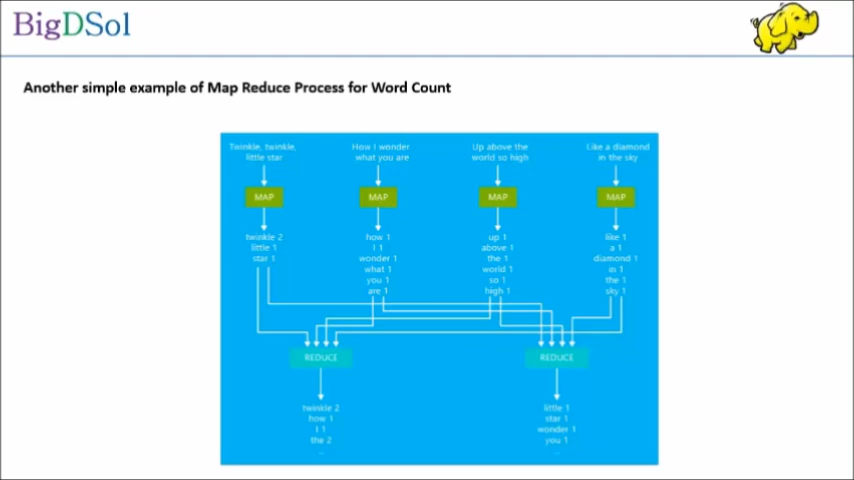 BigDSol
Another simple example of Map Reduce Process for Word Count
Twinkle, twinkle,
little star
How I wonder
what you are
Up above the
world so high
Like a diamond
in the sky
MAP
MAP
MAP
MAP
twinkle 2
little 1
star 1
how 1
I 1
wonder 1
what 1
you 1
are 1
up 1
above 1
the 1
world 1
so 1
high 1
like 1
a 1
diamond 1
in 1
the 1
sky 1
REDUCE
REDUCE
twinkle 2
how 1
I 1
the 2
...
little 1
star 1
wonder 1
you 1
...